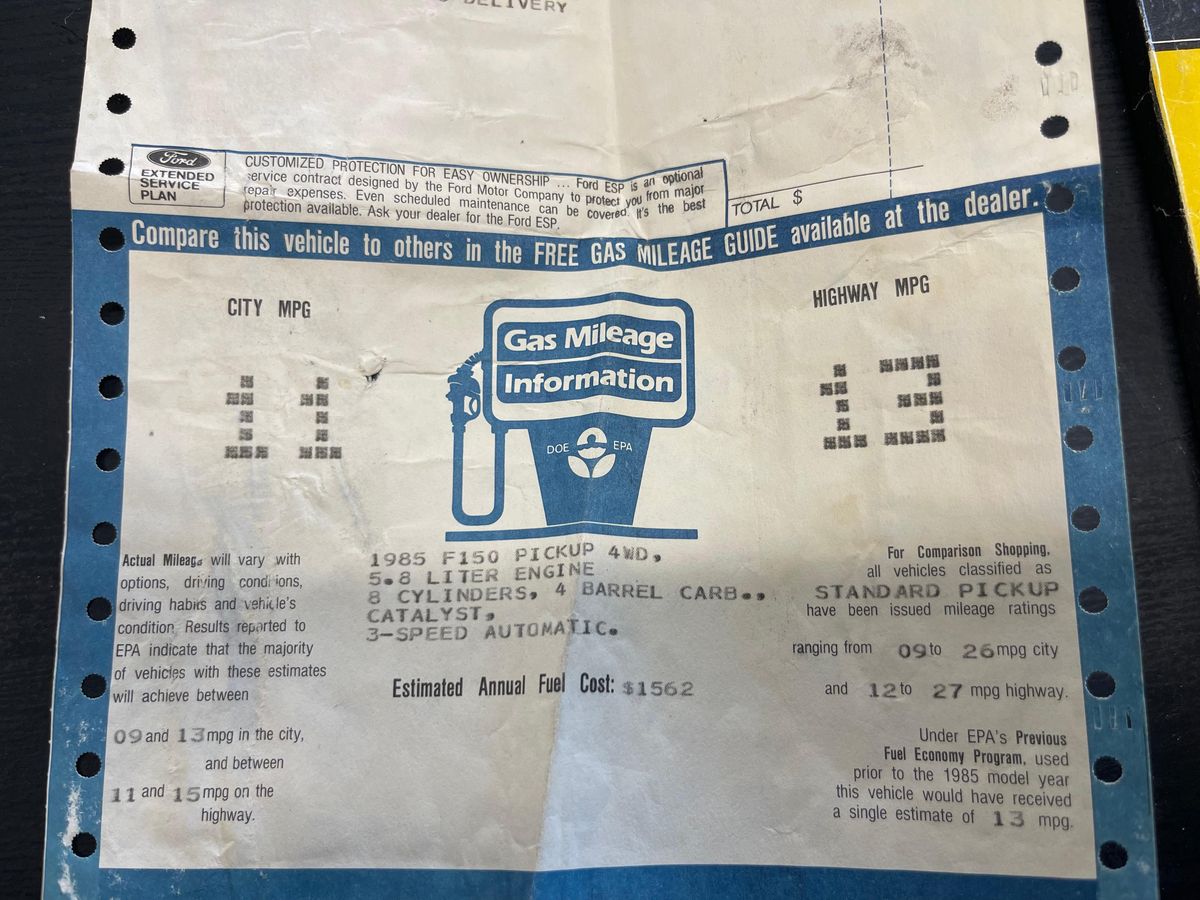 DELIVERY
Ford
EXTENDED
SERVICE
PLAN
CUSTOMIZED PROTECTION FOR EASY OWNERSHIP ... Ford ESP is an optional
service contract designed by the Ford Motor Company to protect you from major
repair expenses. Even scheduled maintenance can be covered. It's the best
protection available. Ask your dealer for the Ford ESP.
TOTAL $
Compare this vehicle to others in the FREE GAS MILEAGE GUIDE available at the dealer.
CITY MPG
11
Gas Mileage
Information
DOE EPA
HIGHWAY MPG
13
Actual Mileage will vary with
options, driving conditions,
driving habits and vehicle's
condition. Results reported to
EPA indicate that the majority
of vehicles with these estimates
will achieve between
09 and 13 mpg in the city,
and between
11 and 15 mpg on the
highway.
1985 F150 PICKUP 4WD,
5.8 LITER ENGINE
8 CYLINDERS, 4 BARREL CARB.,
CATALYST,
3-SPEED AUTOMATIC.
Estimated Annual Fuel Cost: $1562
For Comparison Shopping,
all vehicles classified as
STANDARD PICKUP
have been issued mileage ratings
ranging from 09 to 26 mpg city
and 12 to 27 mpg highway.
Under EPA's Previous
Fuel Economy Program, used
prior to the 1985 model year
this vehicle would have received
a single estimate of 13 mpg.